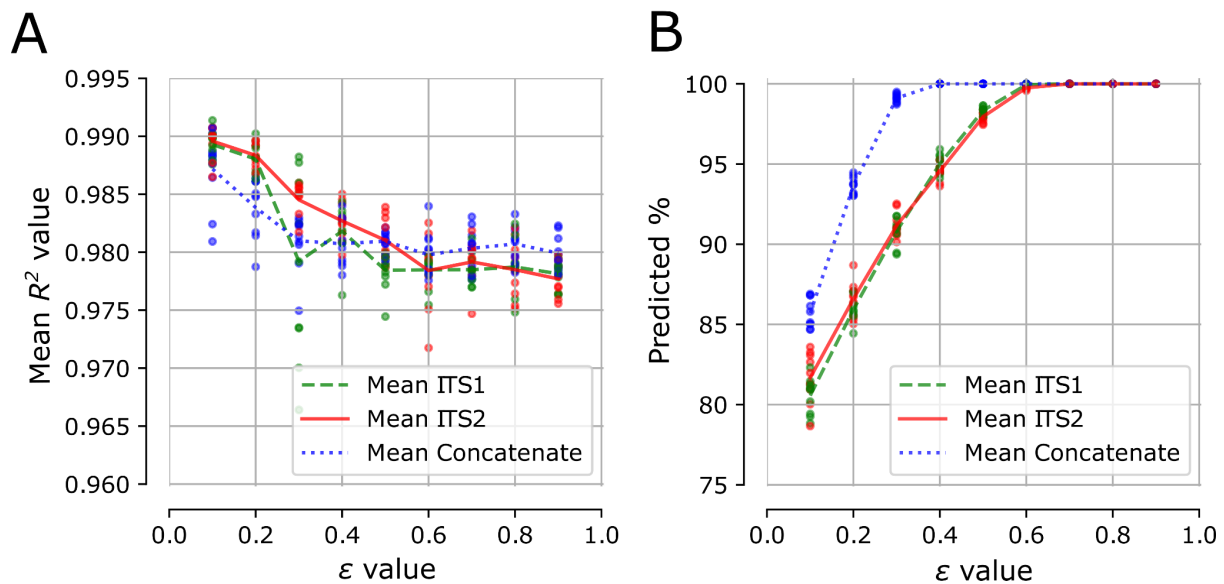 A
Mean R² value
0.995
0.990
0.985
0.980
0.975
0.970
0.965
0.960
0.0 0.2 0.4 0.6 0.8 1.0
ε value
Mean ITS1
Mean ITS2
Mean Concatenate
B
Predicted %
100
95
90
85
80
75
0.0 0.2 0.4 0.6 0.8 1.0
ε value
Mean ITS1
Mean ITS2
Mean Concatenate